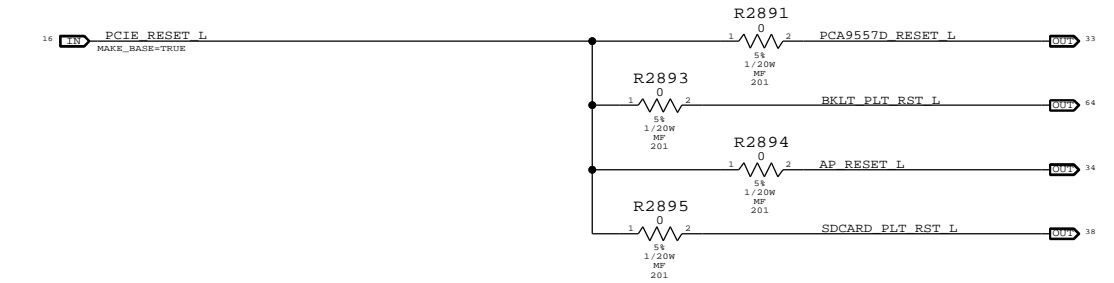 R2891
0
16 IN PCIE_RESET_L 1 2 PCA9557D_RESET_L OUT 33
MAKE_BASE=TRUE
5%
1/20W
MF
201
R2893
0
1 2 BKLT_PLT_RST_L OUT 64
5%
1/20W
MF
201
R2894
0
1 2 AP_RESET_L OUT 34
5%
1/20W
MF
201
R2895
0
1 2 SDCARD_PLT_RST_L OUT 38
5%
1/20W
MF
201